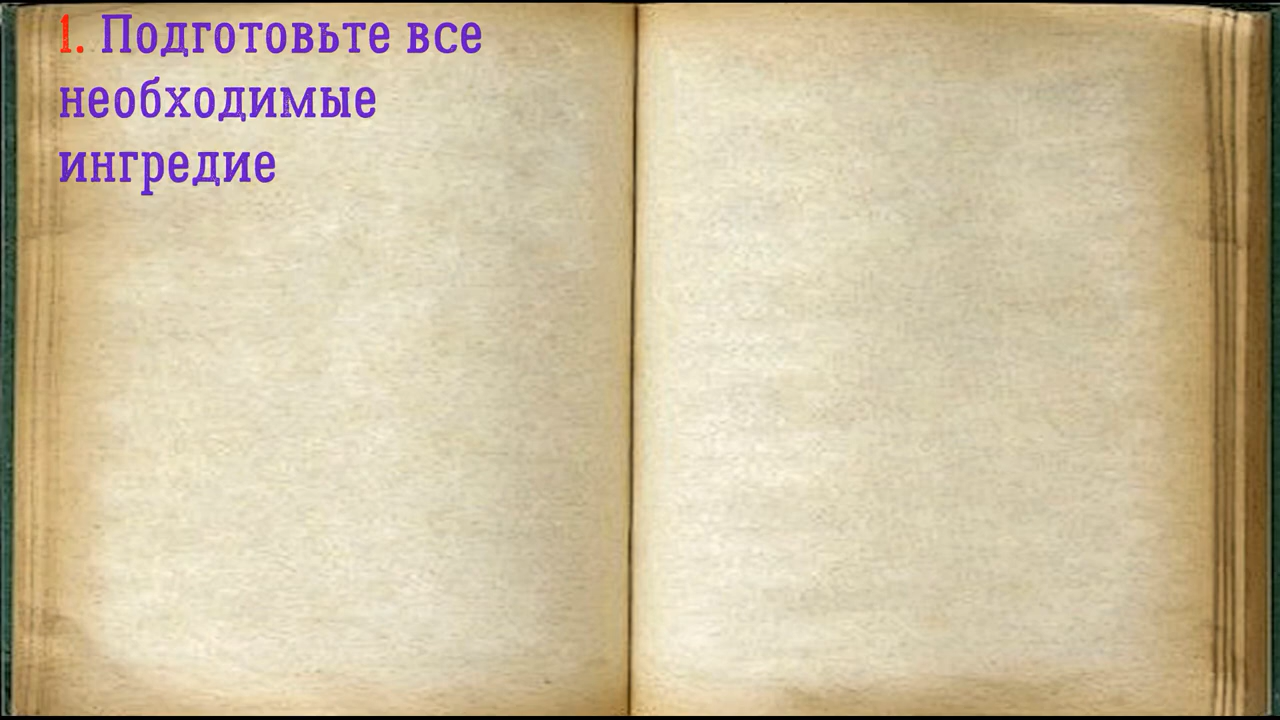 1. Подготовьте все
необходимые
ингредие